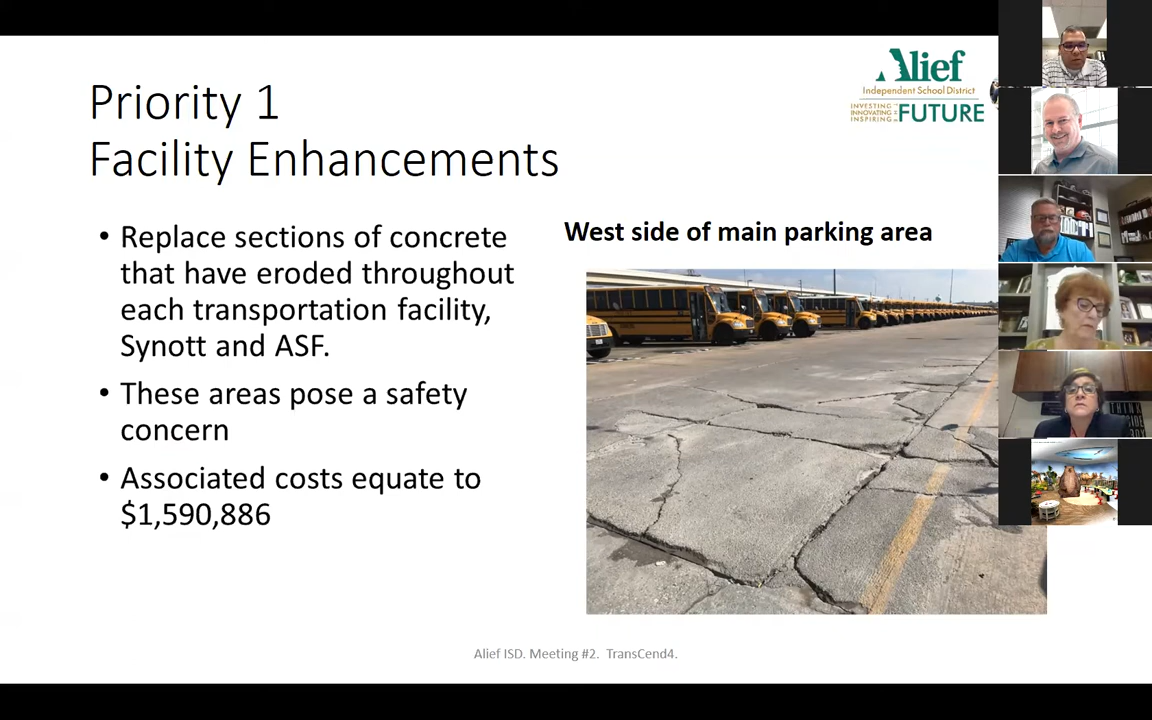 Priority 1
Facility Enhancements
Alief
Independent School District
INVESTING
INNOVATING
INSPIRING
IN
OUR
FUTURE
• Replace sections of concrete
that have eroded throughout
each transportation facility,
Synott and ASF.
• These areas pose a safety
concern
• Associated costs equate to
$1,590,886
West side of main parking area
Alief ISD. Meeting #2. TransCend4.